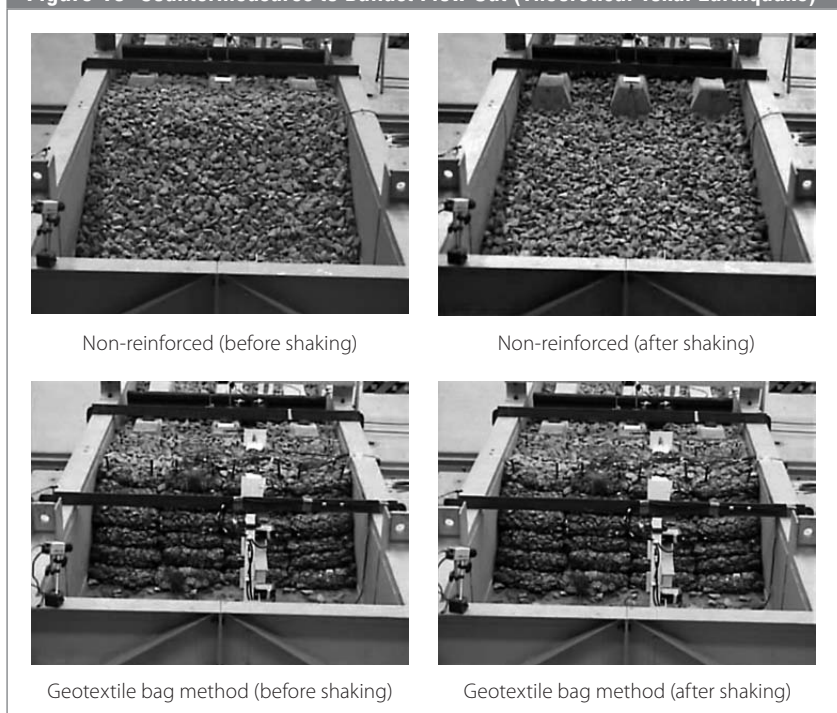 Non-reinforced (before shaking)
Non-reinforced (after shaking)
Geotextile bag method (before shaking)
Geotextile bag method (after shaking)